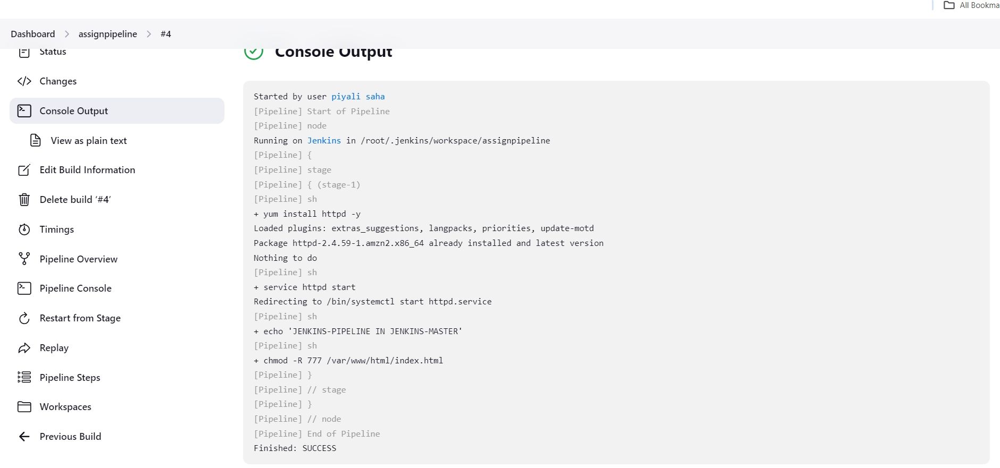 All Bookma
Dashboard > assignpipeline > #4
Status
Changes
Console Output
View as plain text
Edit Build Information
Delete build ‘#4’
Timings
Pipeline Overview
Pipeline Console
Restart from Stage
Replay
Pipeline Steps
Workspaces
Previous Build
Console Output
Started by user piyali saha
[Pipeline] Start of Pipeline
[Pipeline] node
Running on Jenkins in /root/.jenkins/workspace/assignpipeline
[Pipeline] {
[Pipeline] stage
[Pipeline] { (stage-1)
[Pipeline] sh
+ yum install httpd -y
Loaded plugins: extras_suggestions, langpacks, priorities, update-motd
Package httpd-2.4.59-1.amzn2.x86_64 already installed and latest version
Nothing to do
[Pipeline] sh
+ service httpd start
Redirecting to /bin/systemctl start httpd.service
[Pipeline] sh
+ echo 'JENKINS-PIPELINE IN JENKINS-MASTER'
[Pipeline] sh
+ chmod -R 777 /var/www/html/index.html
[Pipeline] }
[Pipeline] // stage
[Pipeline] }
[Pipeline] // node
[Pipeline] End of Pipeline
Finished: SUCCESS